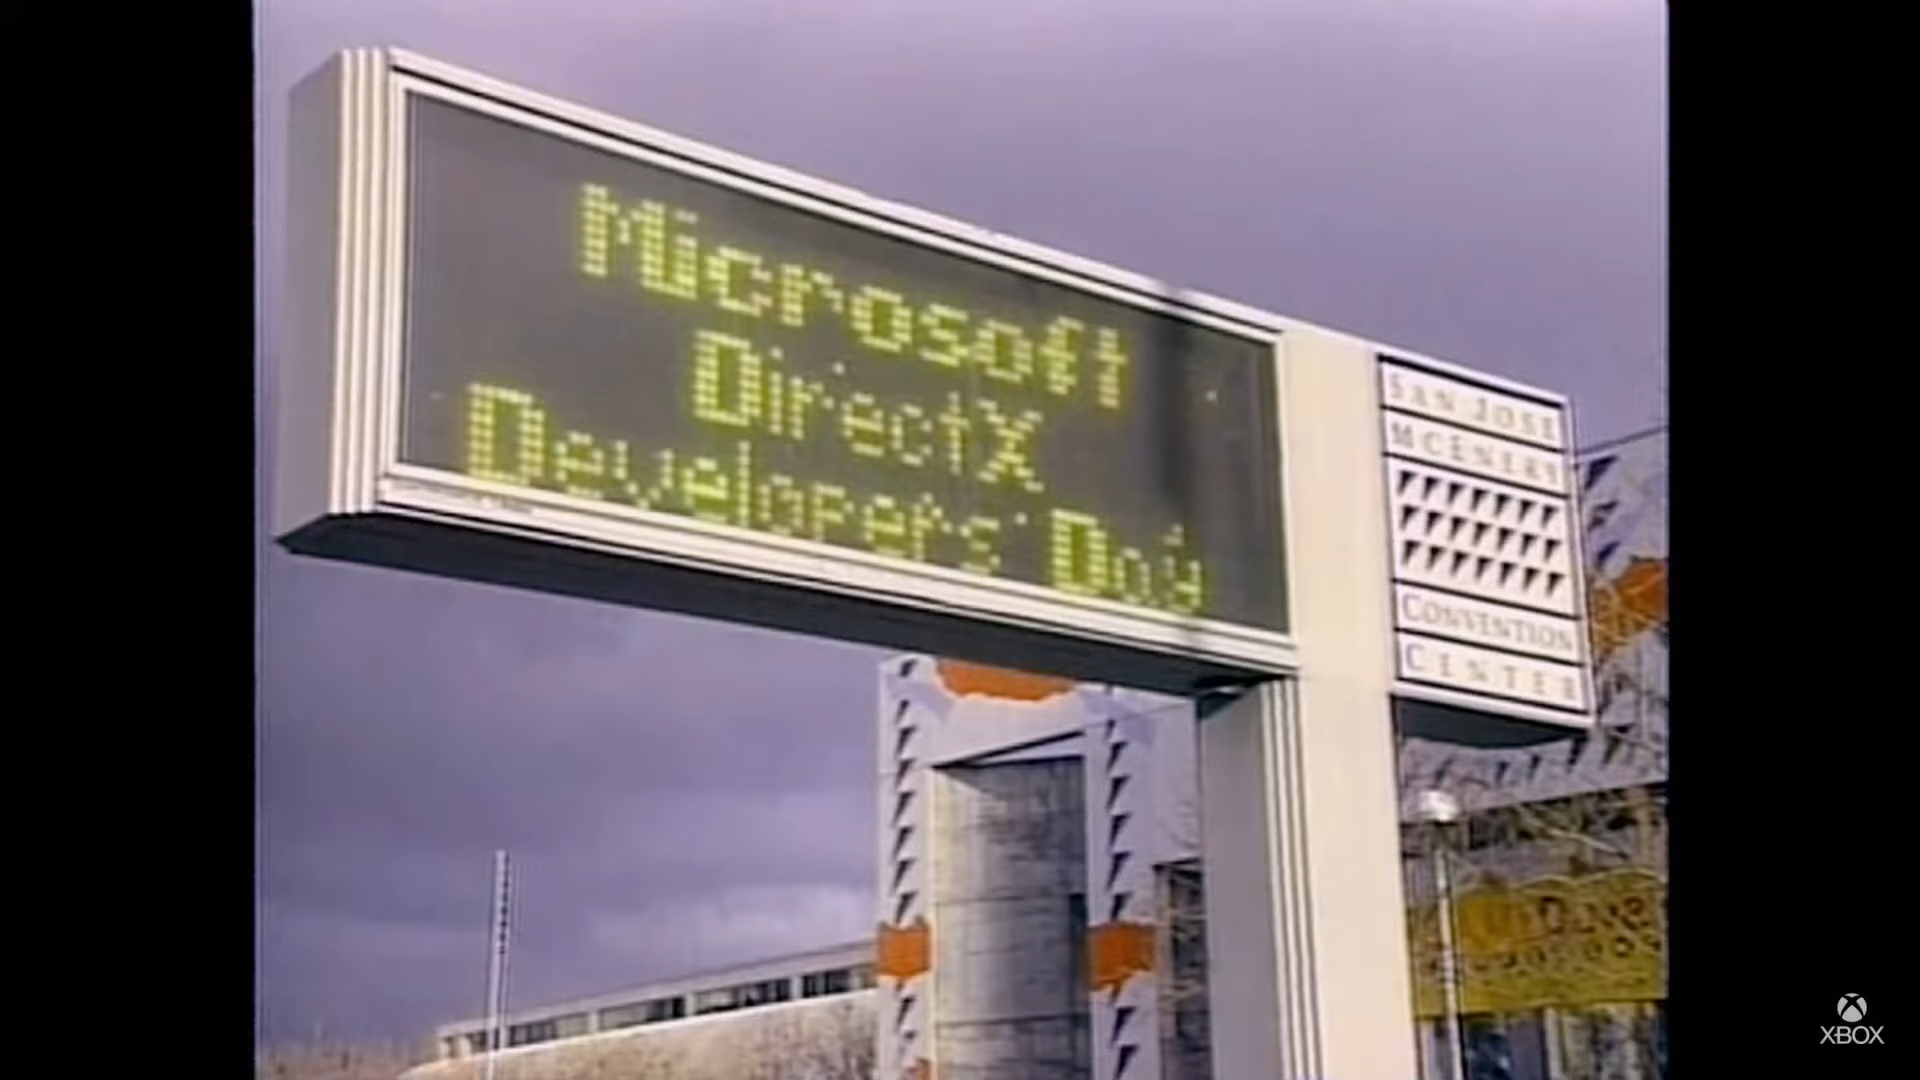 Microsoft
DirectX
Developers' Day
SAN JOSE
MCENERY
CONVENTION
CENTER
XBOX